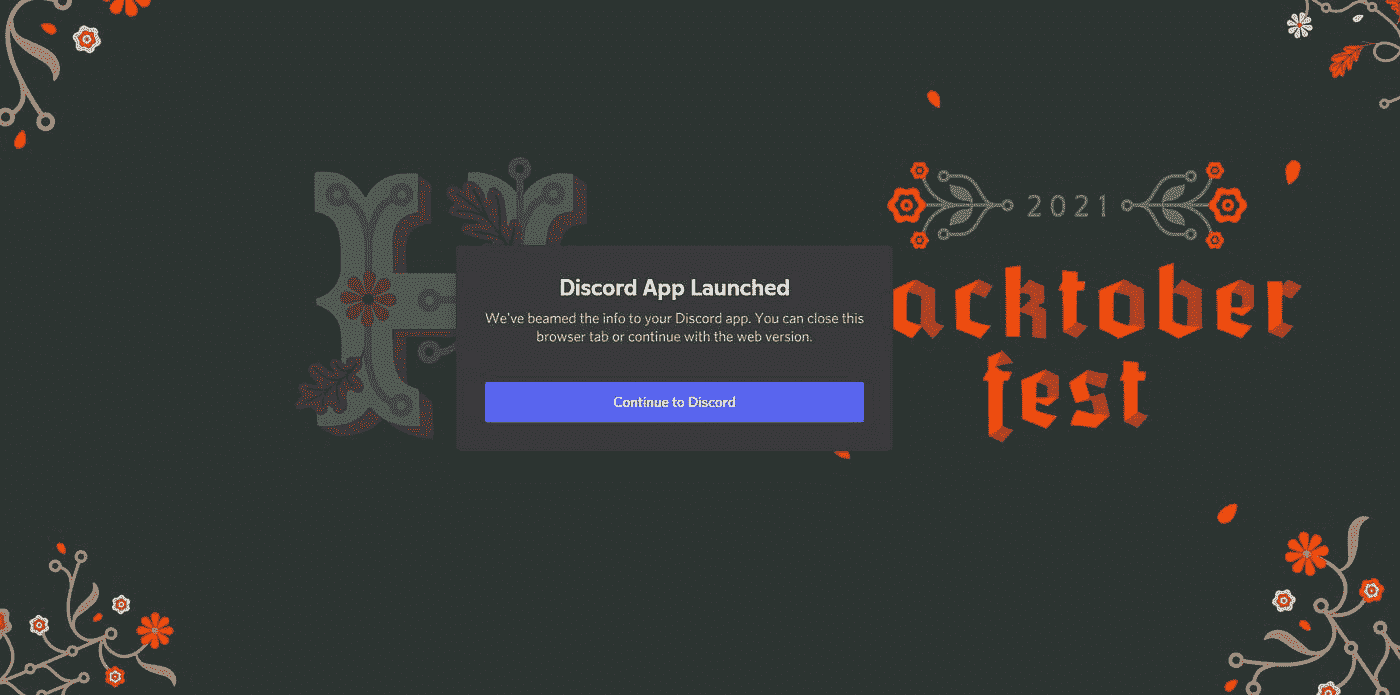 2021
H
acktober
fest
Discord App Launched
We've beamed the info to your Discord app. You can close this
browser tab or continue with the web version.
Continue to Discord